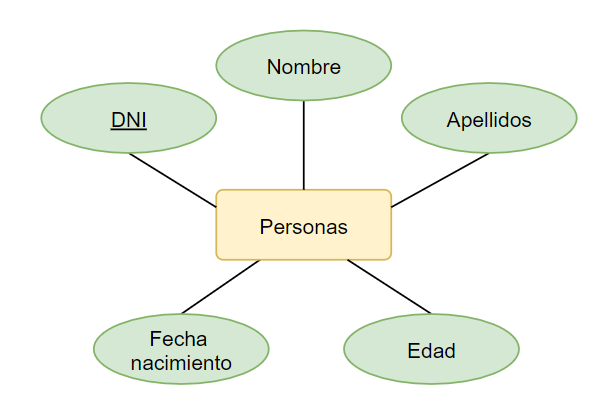 Nombre
DNI
Apellidos
Personas
Fecha
nacimiento
Edad